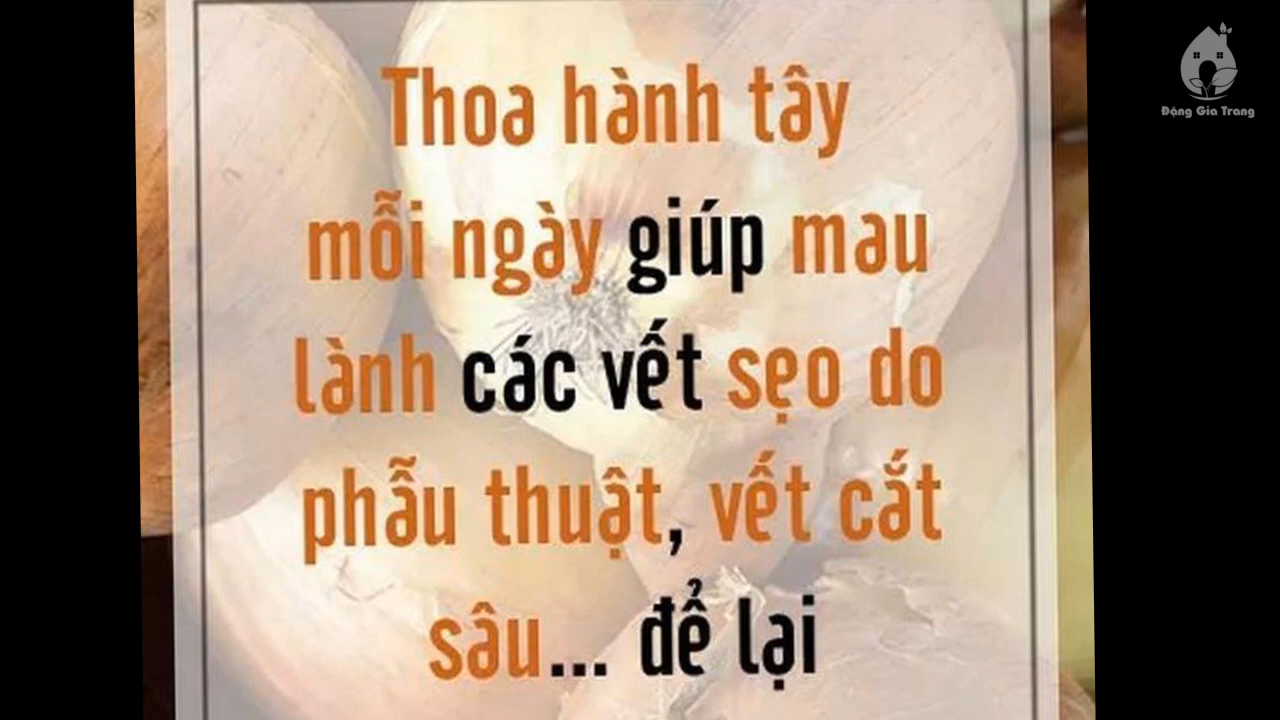 Thoa hành tây
mỗi ngày giúp mau
lành các vết sẹo do
phẫu thuật, vết cắt
sâu... để lại
Đặng Gia Trang